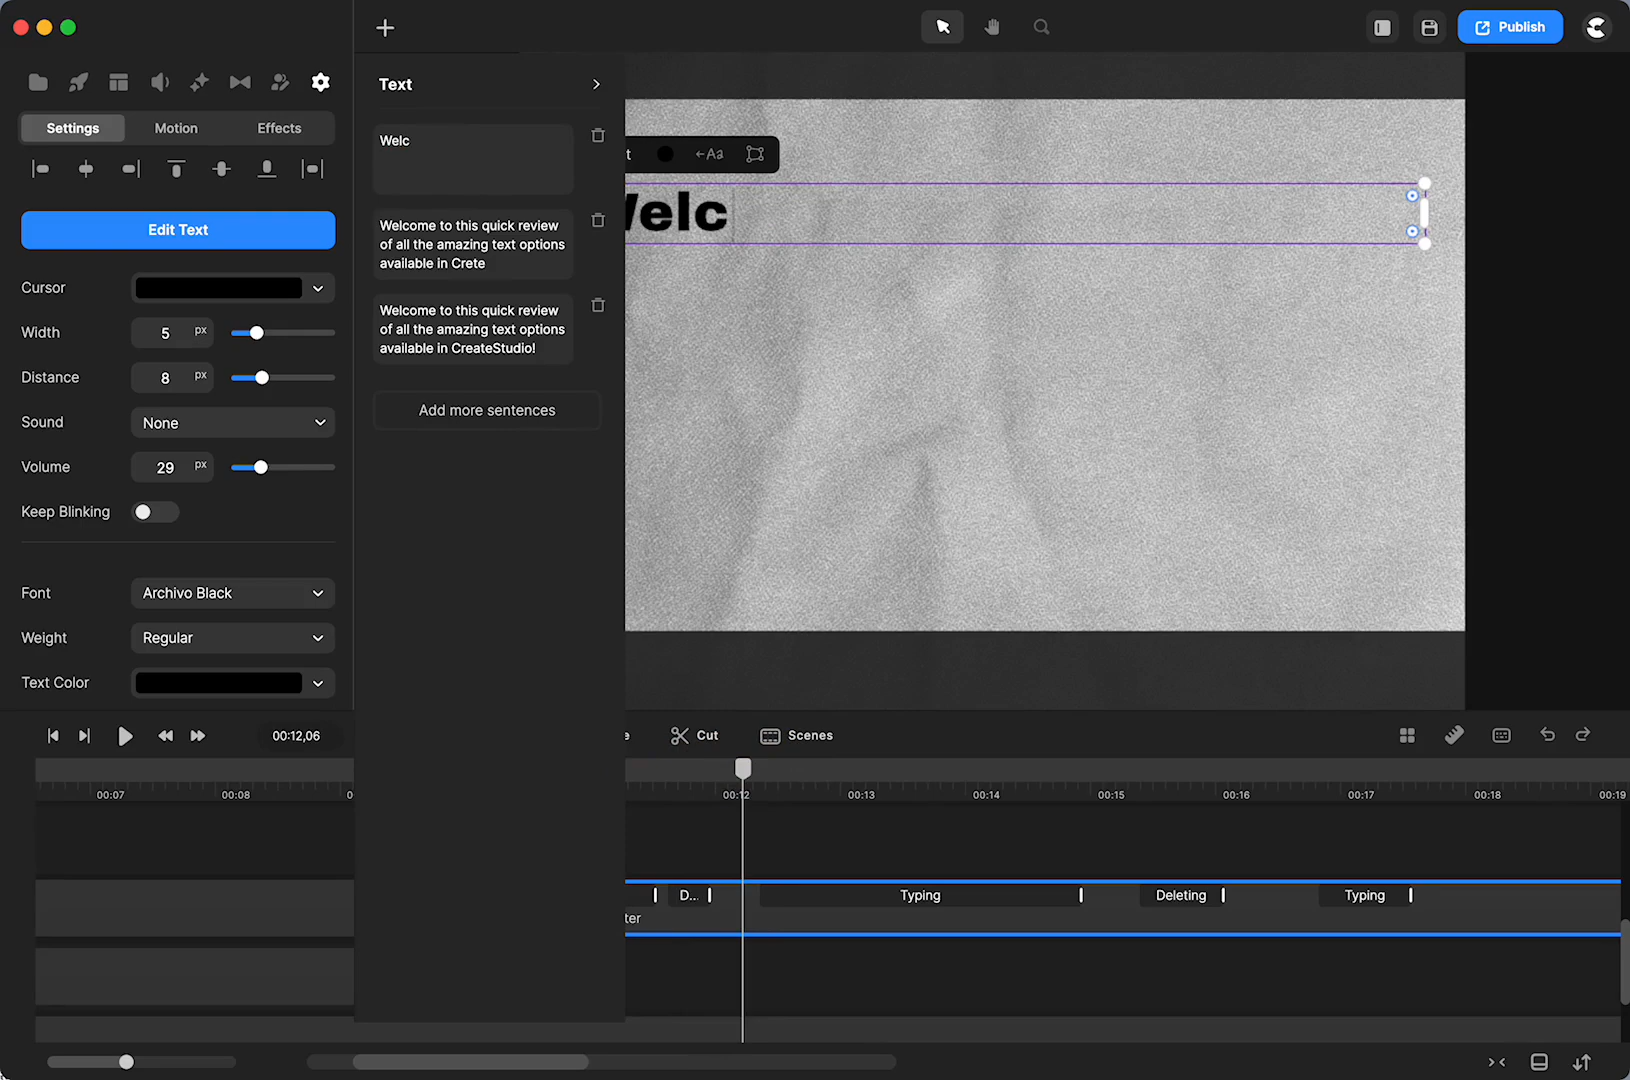 Publish
Text
Settings Motion Effects
Welc
t Aa
Welc
Edit Text
Welcome to this quick review
of all the amazing text options
available in Crete
Cursor
Width 5 px
Welcome to this quick review
of all the amazing text options
available in CreateStudio!
Distance 8 px
Sound None
Add more sentences
Volume 29 px
Keep Blinking
Font Archivo Black
Weight Regular
Text Color
00:12,06
e Cut Scenes
00:07 00:08 0 00:12 00:13 00:14 00:15 00:16 00:17 00:18 00:19
D... Typing Deleting Typing
ter